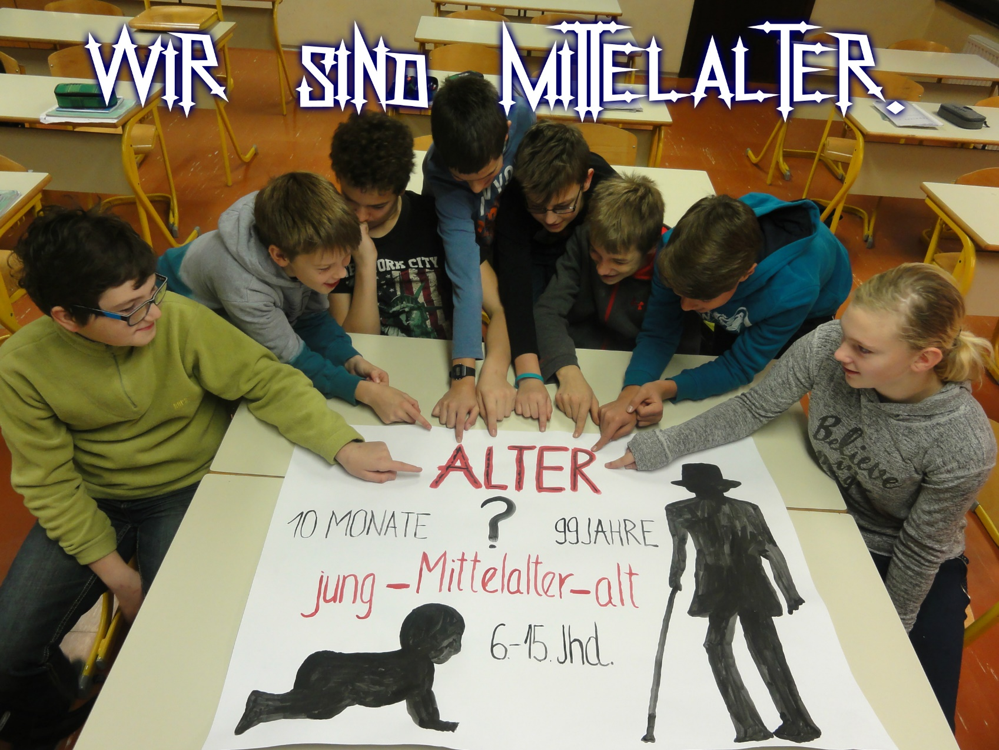 WIR SIND MITTELALTER.
YORK CITY
Believe
ALTER
?
10 MONATE
99 JAHRE
jung - Mittelalter - alt
6.-15. Jhd.